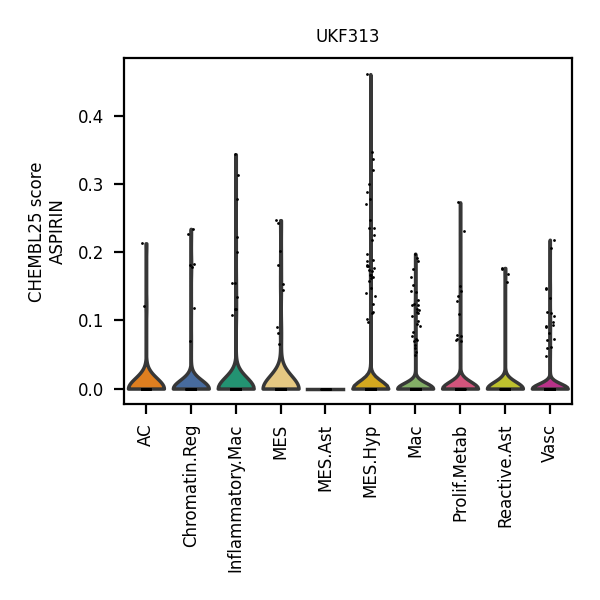 UKF313
CHEMBL25 score
ASPIRIN
0.4
0.3
0.2
0.1
0.0
AC
Chromatin.Reg
Inflammatory.Mac
MES
MES.Ast
MES.Hyp
Mac
Prolif.Metab
Reactive.Ast
Vasc